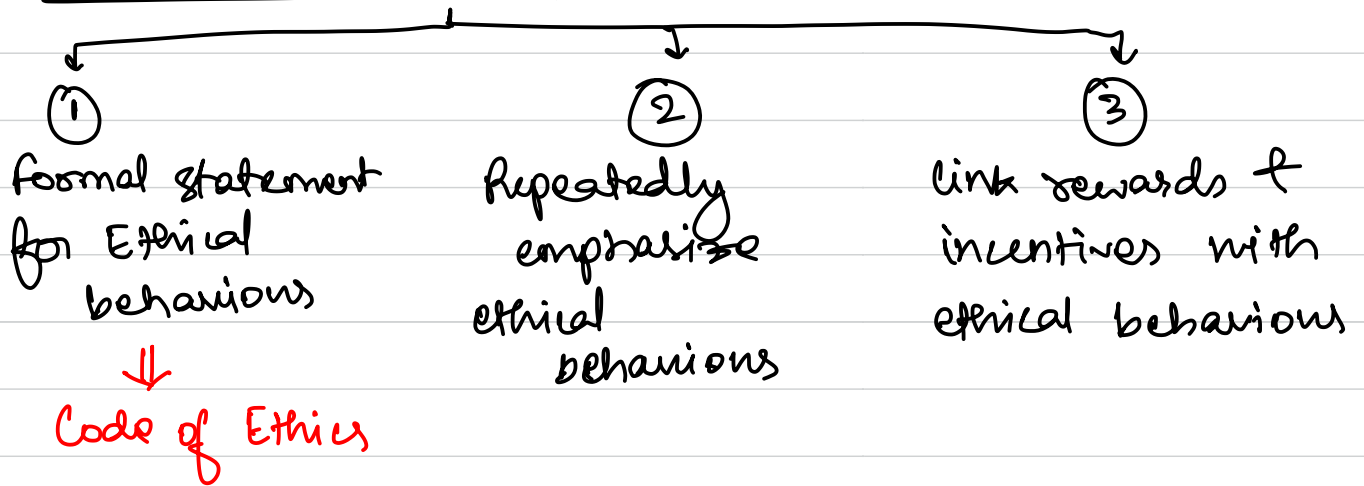 1
formal statement
for Ethical
behaviours
⇓
Code of Ethics
2
Repeatedly
emphasize
ethical
behaviours
3
link rewards &
incentives with
ethical behaviours